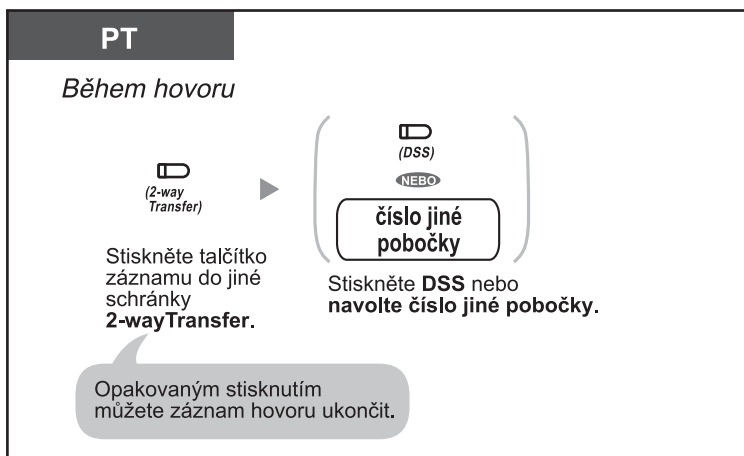 PT
Během hovoru
(2-way
Transfer)
(DSS)
NEBO
číslo jiné
pobočky
Stiskněte talčítko
záznamu do jiné
schránky
2-wayTransfer.
Stiskněte DSS nebo
navolte číslo jiné pobočky.
Opakovaným stisknutím
můžete záznam hovoru ukončit.